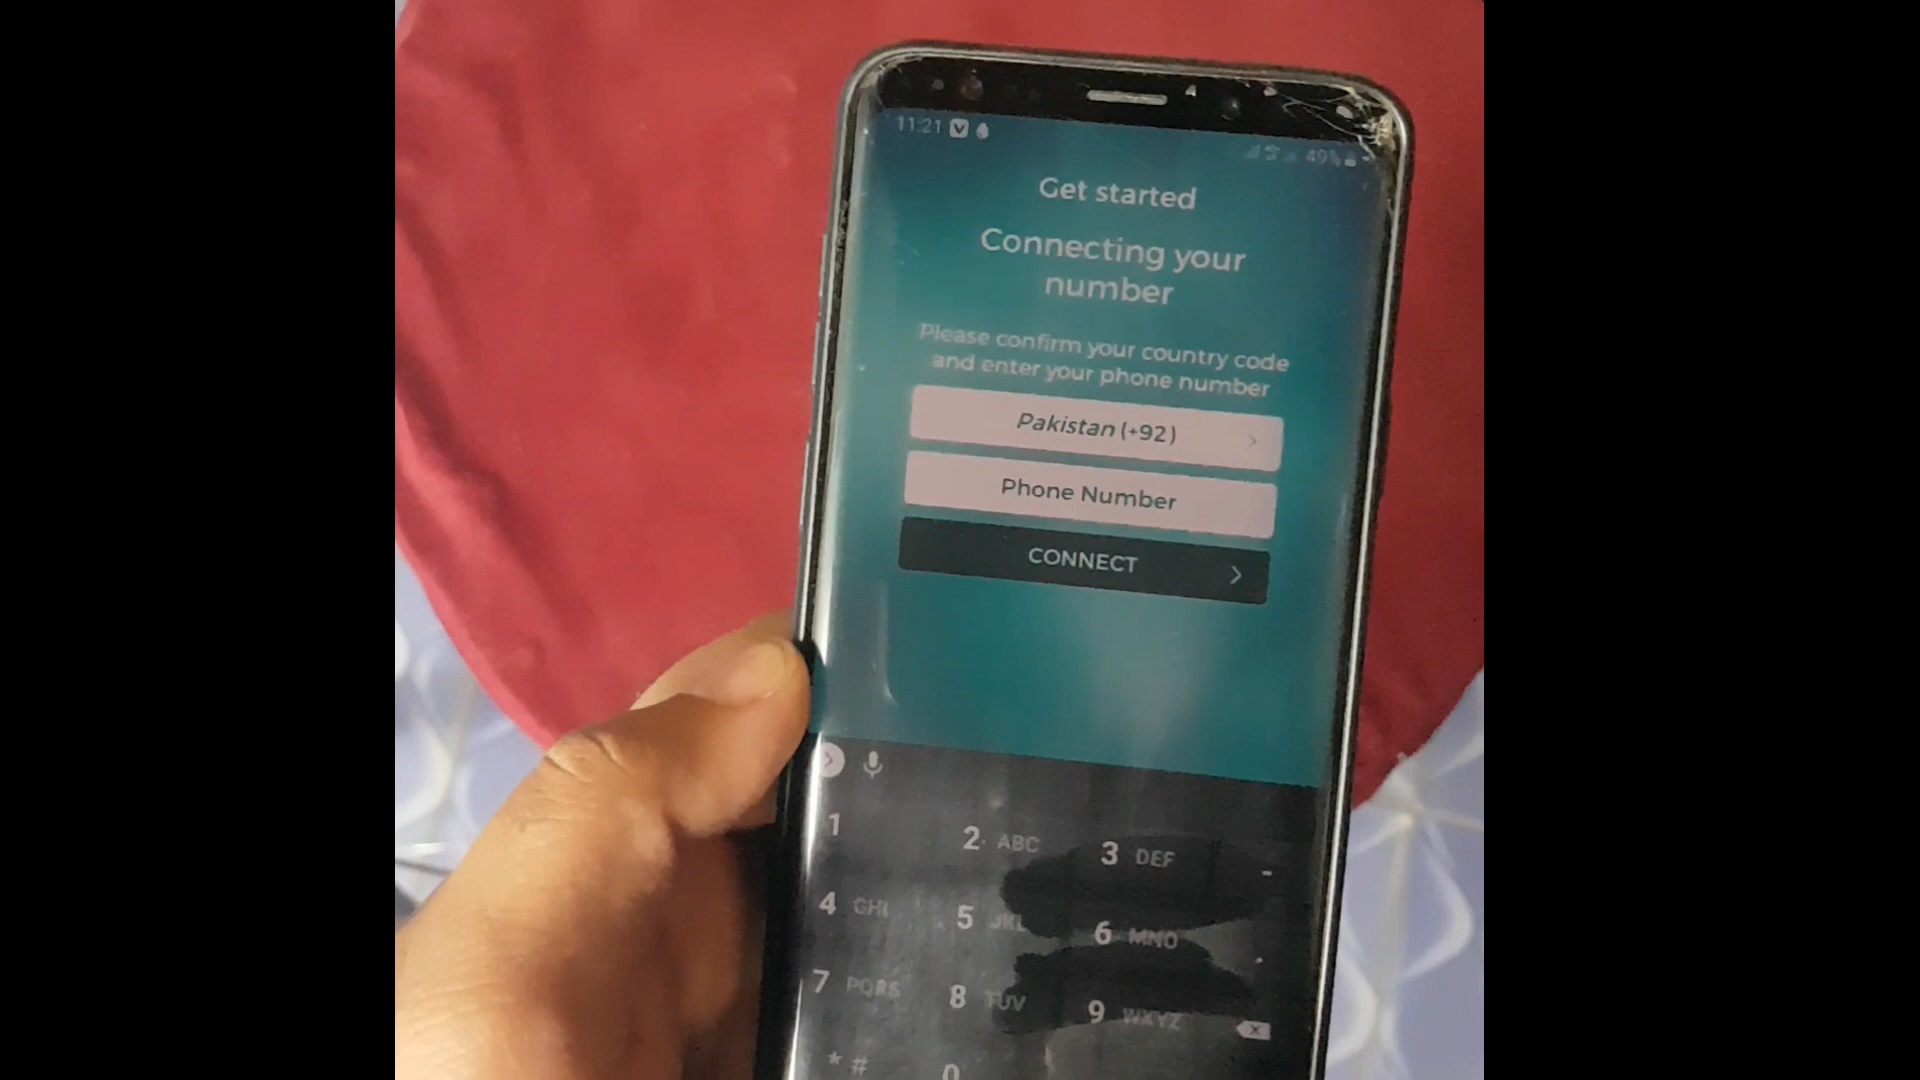 11:21
49%
Get started
Connecting your
number
Please confirm your country code
and enter your phone number
Pakistan (+92)
Phone Number
CONNECT
1
2 ABC
3 DEF
-
4 GHI
5 JKL
6 MNO
.
7 PQRS
8 TUV
9 WXYZ
* #
0